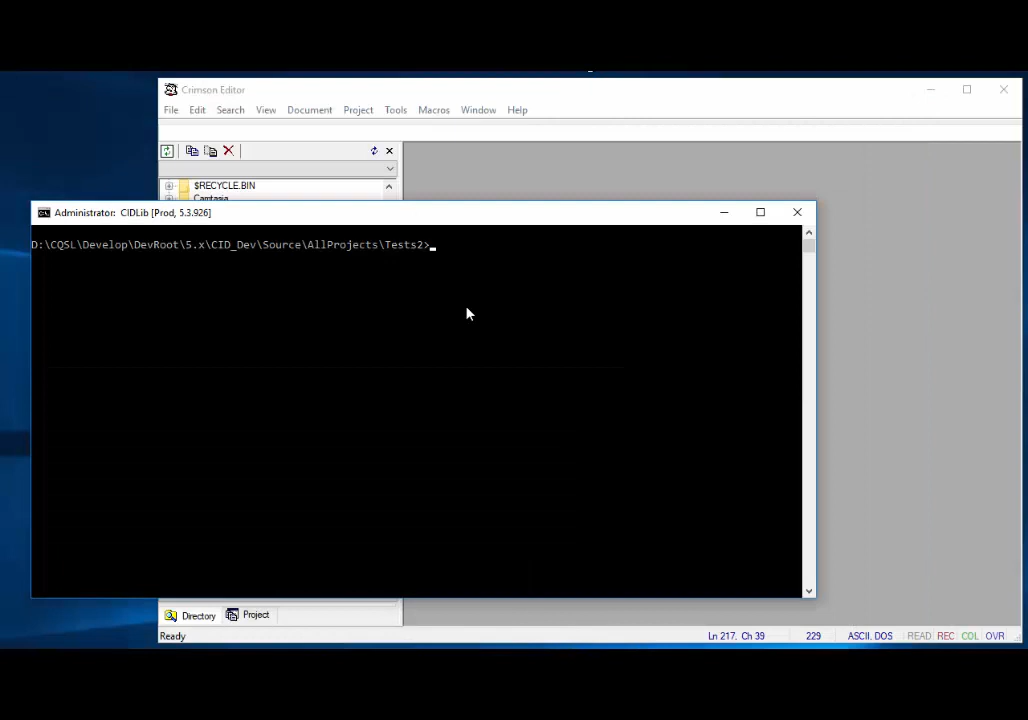 Crimson Editor
File Edit Search View Document Project Tools Macros Window Help
$RECYCLE.BIN
Camtasia
Administrator: CIDLib [Prod, 5.3.926]
D:\CQSL\Develop\DevRoot\5.x\CID_Dev\Source\AllProjects\Tests2>
Directory Project
Ready Ln 217, Ch 39 229 ASCII, DOS READ REC COL OVR